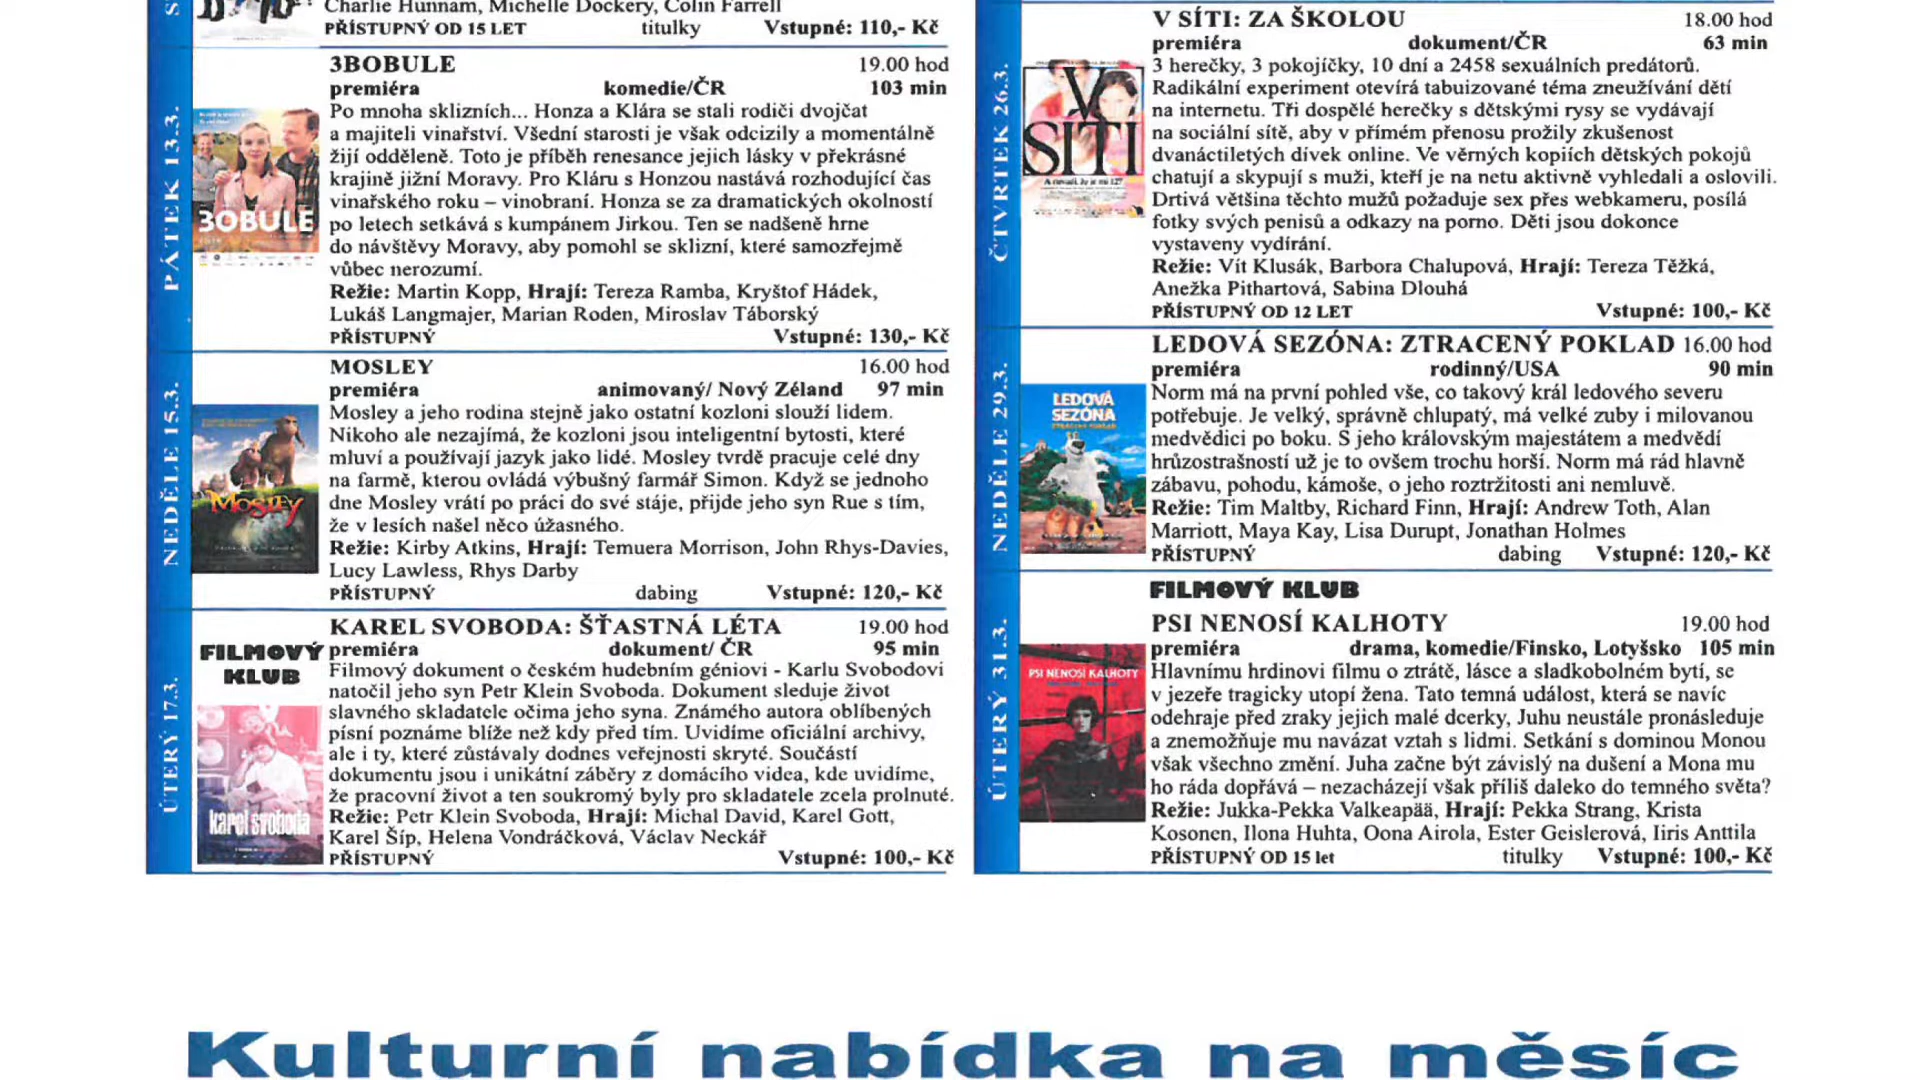 Charlie Hunnam, Michelle Dockery, Colin Farrell
PŘÍSTUPNÝ OD 15 LET titulky Vstupné: 110,- Kč
PÁTEK 13.3.
3BOBULE 19.00 hod
premiéra komedie/ČR 103 min
Po mnoha sklizních... Honza a Klára se stali rodiči dvojčat
a majiteli vinařství. Všední starosti je však odcizily a momentálně
žijí odděleně. Toto je příběh renesance jejich lásky v překrásné
krajině jižní Moravy. Pro Kláru s Honzou nastává rozhodující čas
vinařského roku – vinobraní. Honza se za dramatických okolností
po letech setkává s kumpánem Jirkou. Ten se nadšeně hrne
do návštěvy Moravy, aby pomohl se sklizní, které samozřejmě
vůbec nerozumí.
Režie: Martin Kopp, Hrají: Tereza Ramba, Kryštof Hádek,
Lukáš Langmajer, Marian Roden, Miroslav Táborský
PŘÍSTUPNÝ Vstupné: 130,- Kč
3OBULE
NEDĚLE 15.3.
MOSLEY 16.00 hod
premiéra animovaný/ Nový Zéland 97 min
Mosley a jeho rodina stejně jako ostatní kozloni slouží lidem.
Nikoho ale nezajímá, že kozloni jsou inteligentní bytosti, které
mluví a používají jazyk jako lidé. Mosley tvrdě pracuje celé dny
na farmě, kterou ovládá výbušný farmář Simon. Když se jednoho
dne Mosley vrátí po práci do své stáje, přijde jeho syn Rue s tím,
že v lesích našel něco úžasného.
Režie: Kirby Atkins, Hrají: Temuera Morrison, John Rhys-Davies,
Lucy Lawless, Rhys Darby
PŘÍSTUPNÝ dabing Vstupné: 120,- Kč
MOSLEY
ÚTERÝ 17.3.
FILMOVÝ
KLUB
KAREL SVOBODA: ŠŤASTNÁ LÉTA 19.00 hod
premiéra dokument/ ČR 95 min
Filmový dokument o českém hudebním géniovi - Karlu Svobodovi
natočil jeho syn Petr Klein Svoboda. Dokument sleduje život
slavného skladatele očima jeho syna. Známého autora oblíbených
písní poznáme blíže než kdy před tím. Uvidíme oficiální archivy,
ale i ty, které zůstávaly dodnes veřejnosti skryté. Součástí
dokumentu jsou i unikátní záběry z domácího videa, kde uvidíme,
že pracovní život a ten soukromý byly pro skladatele zcela prolnuté.
Režie: Petr Klein Svoboda, Hrají: Michal David, Karel Gott,
Karel Šíp, Helena Vondráčková, Václav Neckář
PŘÍSTUPNÝ Vstupné: 100,- Kč
karel svoboda
ČTVRTEK 26.3.
V SÍTI: ZA ŠKOLOU 18.00 hod
premiéra dokument/ČR 63 min
3 herečky, 3 pokojíčky, 10 dní a 2458 sexuálních predátorů.
Radikální experiment otevírá tabuizované téma zneužívání dětí
na internetu. Tři dospělé herečky s dětskými rysy se vydávají
na sociální sítě, aby v přímém přenosu prožily zkušenost
dvanáctiletých dívek online. Ve věrných kopiích dětských pokojů
chatují a skypují s muži, kteří je na netu aktivně vyhledali a oslovili.
Drtivá většina těchto mužů požaduje sex přes webkameru, posílá
fotky svých penisů a odkazy na porno. Děti jsou dokonce
vystaveny vydírání.
Režie: Vít Klusák, Barbora Chalupová, Hrají: Tereza Těžká,
Anežka Pithartová, Sabina Dlouhá
PŘÍSTUPNÝ OD 12 LET Vstupné: 100,- Kč
V
SÍTI
NEDĚLE 29.3.
LEDOVÁ SEZÓNA: ZTRACENÝ POKLAD 16.00 hod
premiéra rodinný/USA 90 min
Norm má na první pohled vše, co takový král ledového severu
potřebuje. Je velký, správně chlupatý, má velké zuby i milovanou
medvědici po boku. S jeho královským majestátem a medvědí
hrůzostrašností už je to ovšem trochu horší. Norm má rád hlavně
zábavu, pohodu, kámoše, o jeho roztržitosti ani nemluvě.
Režie: Tim Maltby, Richard Finn, Hrají: Andrew Toth, Alan
Marriott, Maya Kay, Lisa Durupt, Jonathan Holmes
PŘÍSTUPNÝ dabing Vstupné: 120,- Kč
LEDOVÁ
SEZÓNA
ZTRACENÝ POKLAD
ÚTERÝ 31.3.
FILMOVÝ KLUB
PSI NENOSÍ KALHOTY 19.00 hod
premiéra drama, komedie/Finsko, Lotyšsko 105 min
Hlavnímu hrdinovi filmu o ztrátě, lásce a sladkobolném bytí, se
v jezeře tragicky utopí žena. Tato temná událost, která se navíc
odehraje před zraky jejich malé dcerky, Juhu neustále pronásleduje
a znemožňuje mu navázat vztah s lidmi. Setkání s dominou Monou
však všechno změní. Juha začne být závislý na dušení a Mona mu
ho ráda dopřává – nezacházejí však příliš daleko do temného světa?
Režie: Jukka-Pekka Valkeapää, Hrají: Pekka Strang, Krista
Kosonen, Ilona Huhta, Oona Airola, Ester Geislerová, Iiris Anttila
PŘÍSTUPNÝ OD 15 let titulky Vstupné: 100,- Kč
PSI NENOSÍ KALHOTY
Kulturní nabídka na měsíc